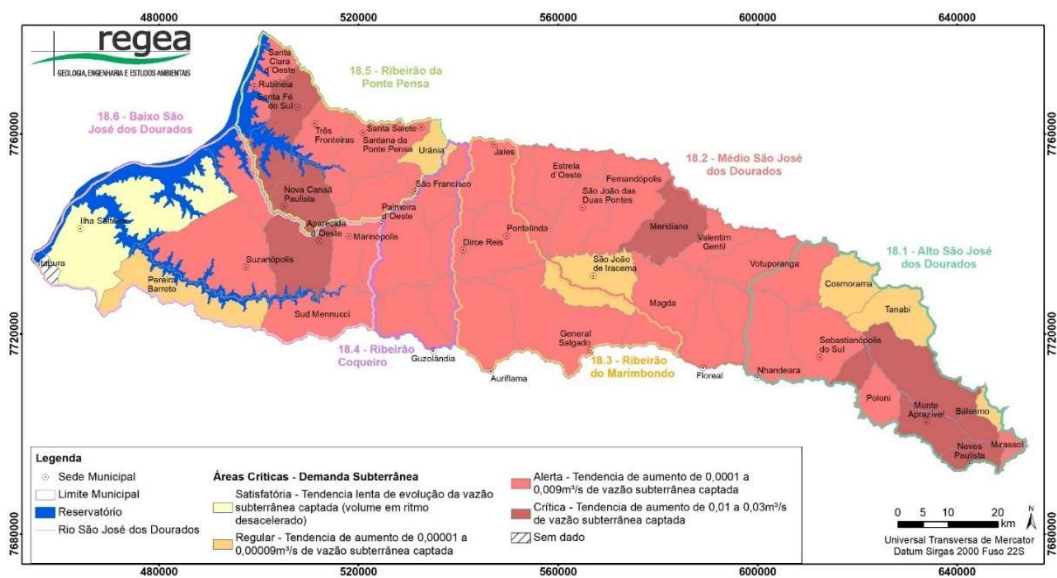 480000 520000 560000 600000 640000
regea
GEOLOGIA, ENGENHARIA E ESTUDOS AMBIENTAIS
Santa
Clara
d´Oeste
18.5 - Ribeirão da
Ponte Pensa
Rubineia
Santa Fé
do Sul
18.6 - Baixo São
José dos Dourados
Três
Fronteiras
Santa Salete
Santana da
Ponte Pensa
Urânia
Jales
18.2 - Médio São José
dos Dourados
Estrela
d´Oeste
Fernandópolis
São Francisco
Nova Canaã
Paulista
São João das
Duas Pontes
Palmeira
d´Oeste
Ilha Solteira
Aparecida
d´Oeste
Marinópolis
Dirce Reis
Pontalinda
Meridiano
Valentim
Gentil
18.1 - Alto São José
dos Dourados
Itapura
Suzanápolis
São João
de Iracema
Votuporanga
Pereira
Barreto
Cosmorama
Magda
Tanabi
Sud Mennucci
General
Salgado
Sebastianópolis
do Sul
18.4 - Ribeirão
Coqueiro
Guzolândia
18.3 - Ribeirão
do Marimbondo
Auriflama
Floreal
Nhandeara
Poloni
Monte
Aprazível
Bálsamo
Neves
Paulista
Mirassol
7760000
7720000
7680000
7760000
7720000
7680000
Legenda
Sede Municipal
Limite Municipal
Reservatório
Rio São José dos Dourados
Áreas Críticas - Demanda Subterrânea
Satisfatória - Tendencia lenta de evolução da vazão
subterrânea captada (volume em ritmo
desacelerado)
Regular - Tendencia de aumento de 0,00001 a
0,00009m³/s de vazão subterrânea captada
Alerta - Tendencia de aumento de 0,0001 a
0,009m³/s de vazão subterrânea captada
Crítica - Tendencia de aumento de 0,01 a 0,03m³/s
de vazão subterrânea captada
Sem dado
0 5 10 20
km
N
Universal Transversa de Mercator
Datum Sirgas 2000 Fuso 22S
480000 520000 560000 600000 640000